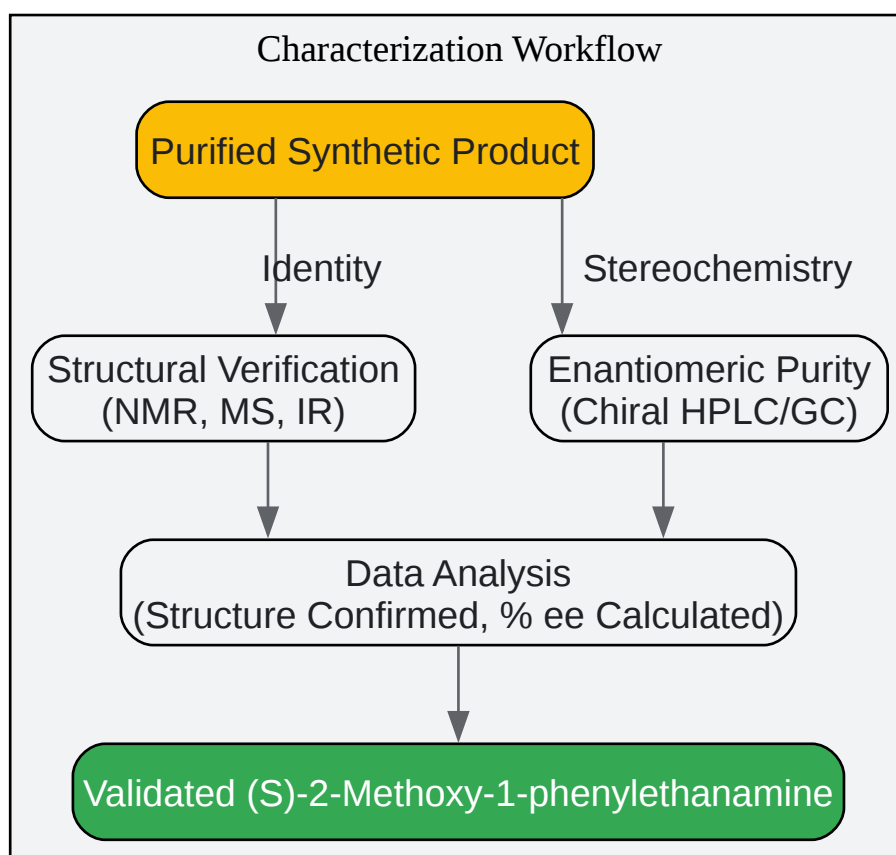 Characterization Workflow
Purified Synthetic Product
Identity
Stereochemistry
Structural Verification
(NMR, MS, IR)
Enantiomeric Purity
(Chiral HPLC/GC)
Data Analysis
(Structure Confirmed, % ee Calculated)
Validated (S)-2-Methoxy-1-phenylethanamine